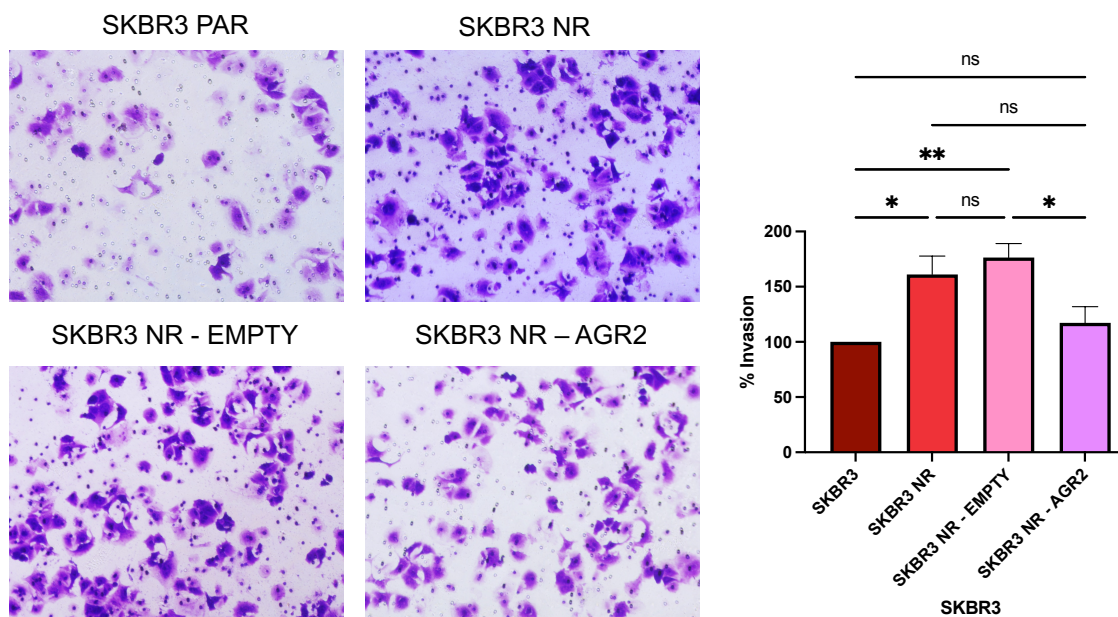 SKBR3 PAR
SKBR3 NR
SKBR3 NR - EMPTY
SKBR3 NR – AGR2
ns
ns
**
*
ns
*
% Invasion
200
150
100
50
0
SKBR3
SKBR3 NR
SKBR3 NR - EMPTY
SKBR3 NR - AGR2
SKBR3